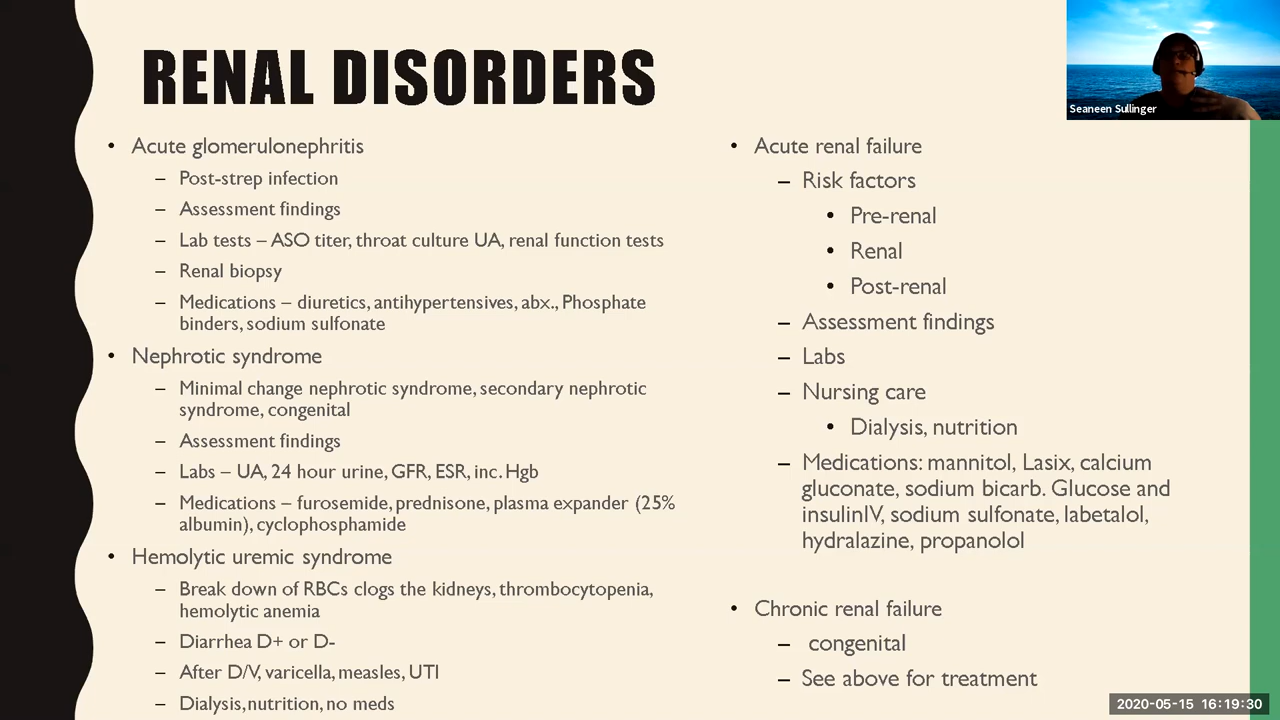 RENAL DISORDERS
Seaneen Sullinger
• Acute glomerulonephritis
– Post-strep infection
– Assessment findings
– Lab tests – ASO titer, throat culture UA, renal function tests
– Renal biopsy
– Medications – diuretics, antihypertensives, abx., Phosphate
binders, sodium sulfonate
• Nephrotic syndrome
– Minimal change nephrotic syndrome, secondary nephrotic
syndrome, congenital
– Assessment findings
– Labs – UA, 24 hour urine, GFR, ESR, inc. Hgb
– Medications – furosemide, prednisone, plasma expander (25%
albumin), cyclophosphamide
• Hemolytic uremic syndrome
– Break down of RBCs clogs the kidneys, thrombocytopenia,
hemolytic anemia
– Diarrhea D+ or D-
– After D/V, varicella, measles, UTI
– Dialysis, nutrition, no meds
• Acute renal failure
– Risk factors
• Pre-renal
• Renal
• Post-renal
– Assessment findings
– Labs
– Nursing care
• Dialysis, nutrition
– Medications: mannitol, Lasix, calcium
gluconate, sodium bicarb. Glucose and
insulinIV, sodium sulfonate, labetalol,
hydralazine, propanolol
• Chronic renal failure
– congenital
– See above for treatment
2020-05-15 16:19:30